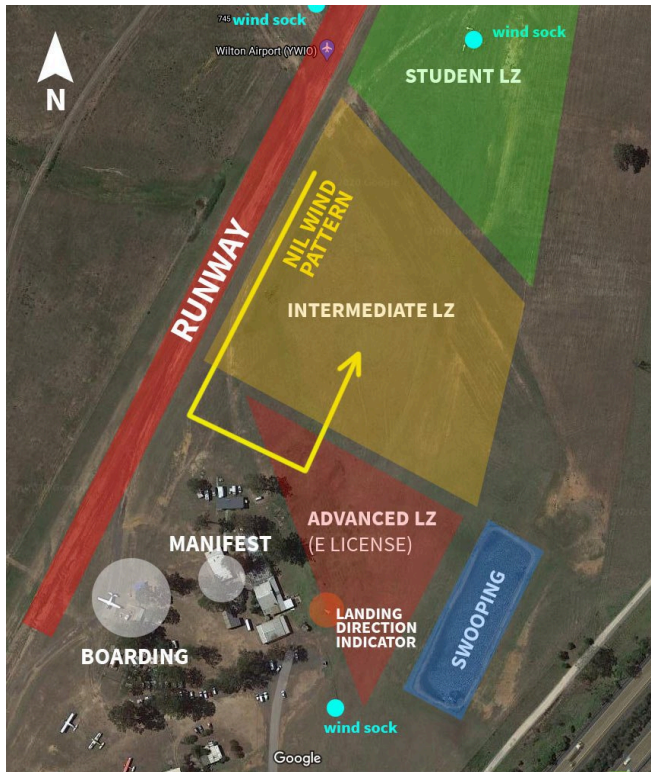 745
wind sock
wind sock
Wilton Airport (YWIO)
STUDENT LZ
N
NIL WIND
PATTERN
RUNWAY
INTERMEDIATE LZ
ADVANCED LZ
(E LICENSE)
MANIFEST
LANDING
DIRECTION
INDICATOR
SWOOPING
BOARDING
wind sock
Google